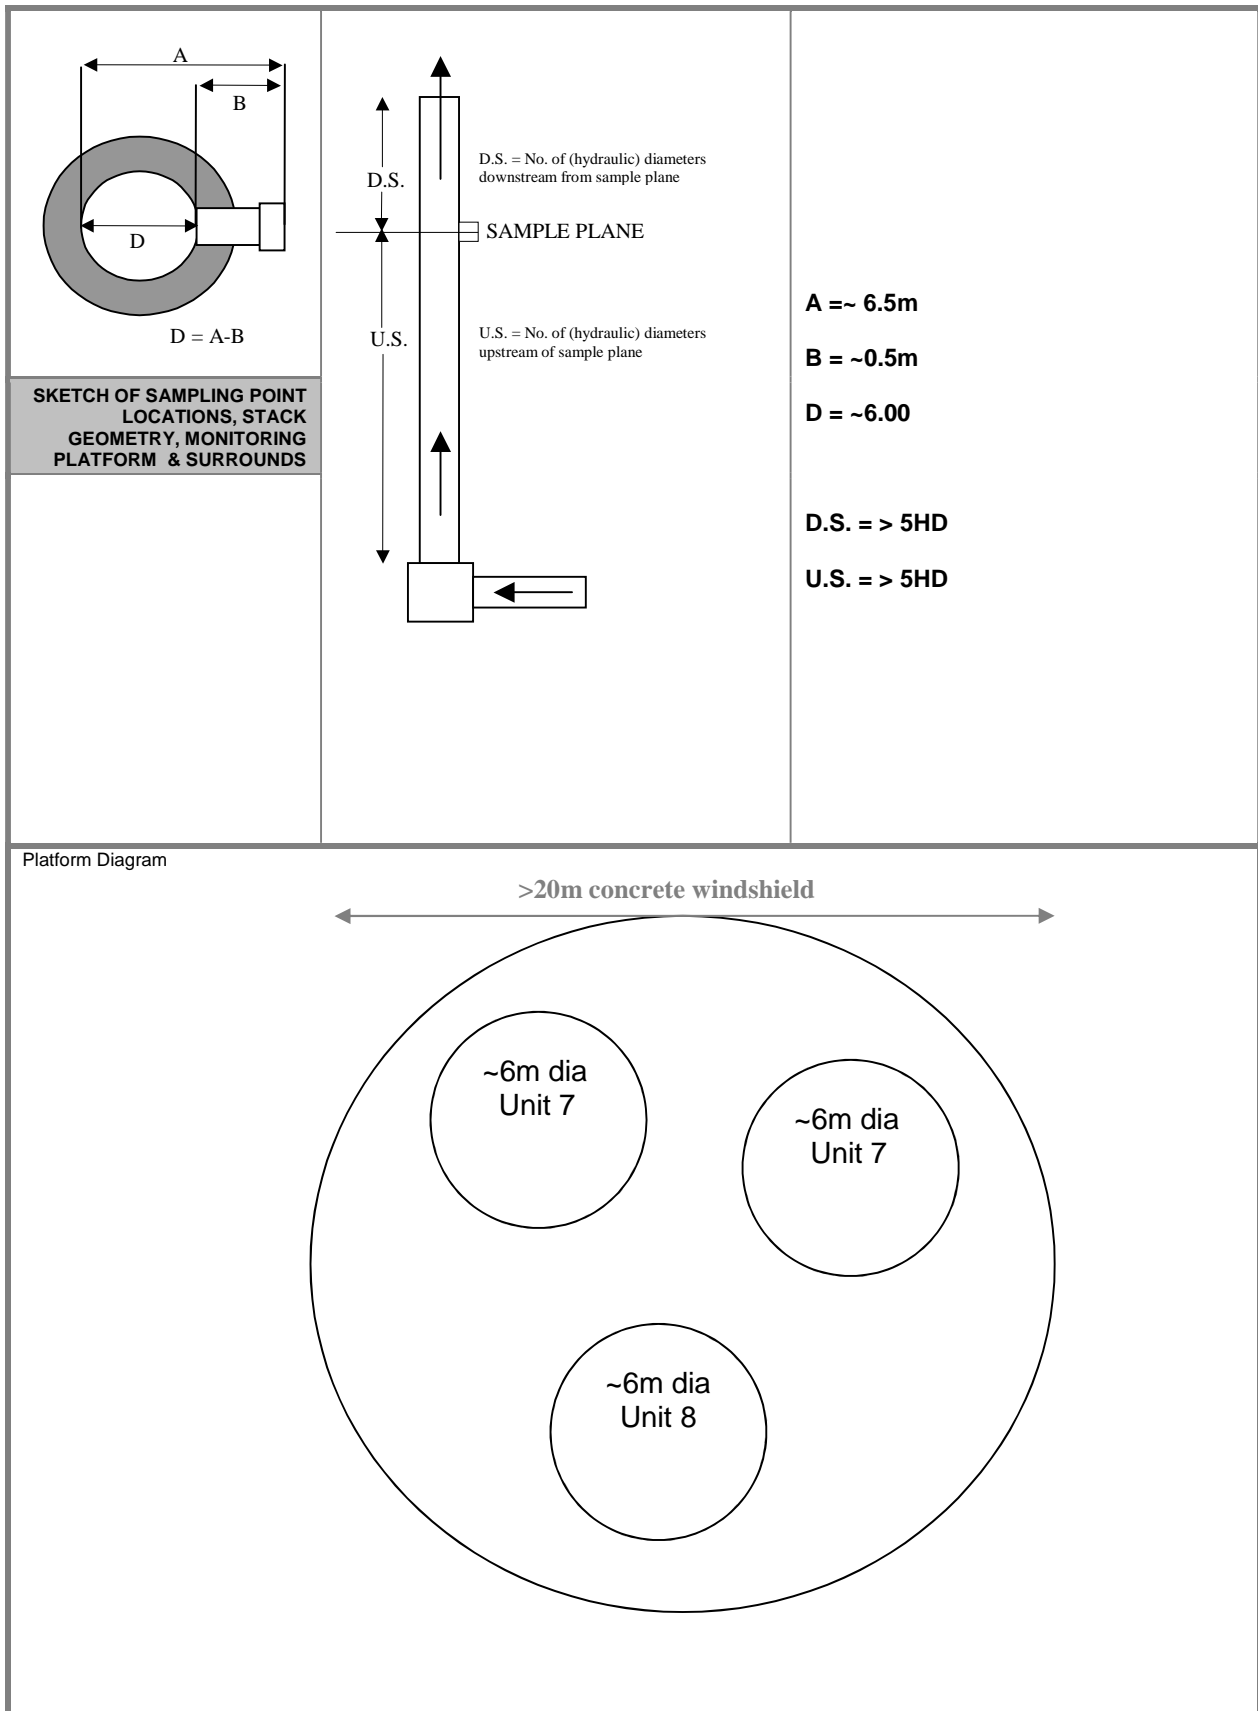 A
B
D
D = A-B
SKETCH OF SAMPLING POINT
LOCATIONS, STACK
GEOMETRY, MONITORING
PLATFORM & SURROUNDS
D.S.
D.S. = No. of (hydraulic) diameters
downstream from sample plane
SAMPLE PLANE
U.S.
U.S. = No. of (hydraulic) diameters
upstream of sample plane
A =~ 6.5m
B = ~0.5m
D = ~6.00
D.S. = > 5HD
U.S. = > 5HD
Platform Diagram
>20m concrete windshield
~6m dia
Unit 7
~6m dia
Unit 7
~6m dia
Unit 8